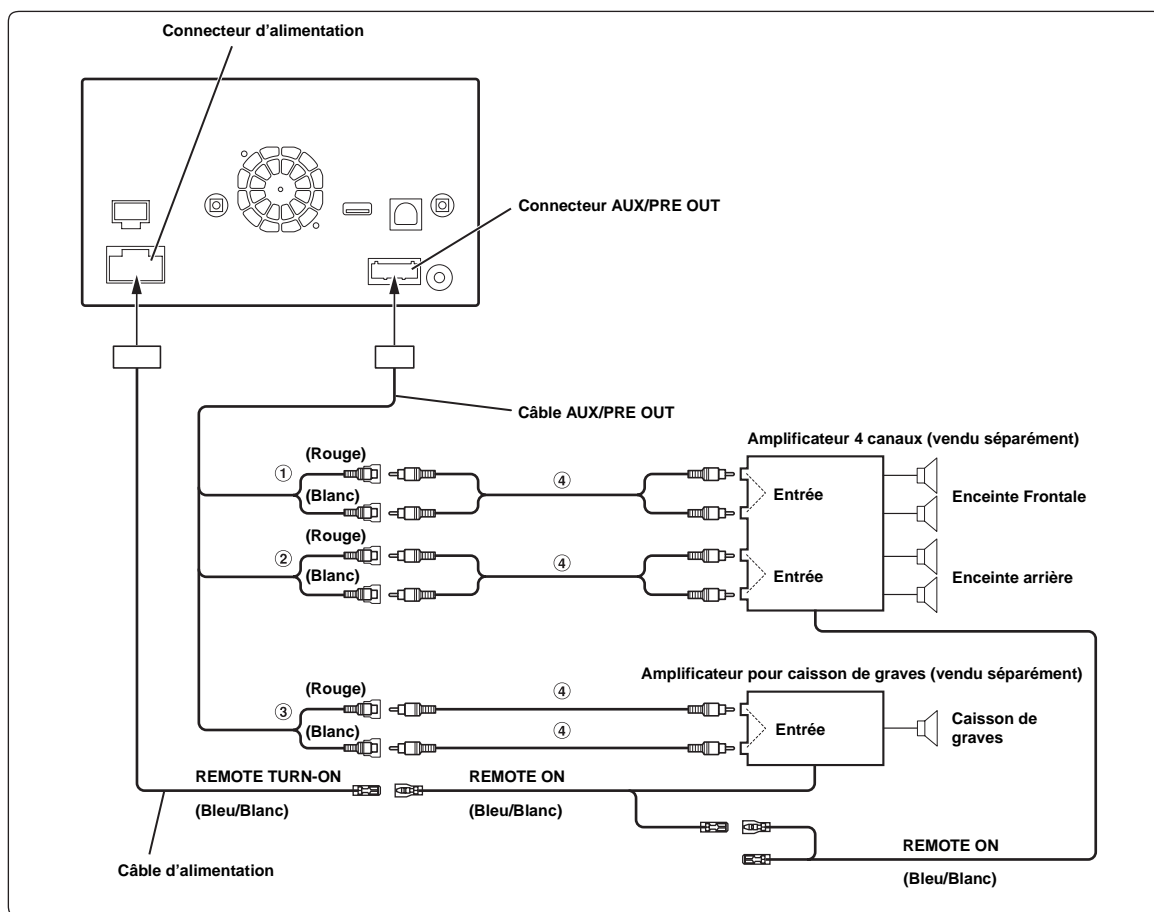 Connecteur d'alimentation
Connecteur AUX/PRE OUT
Câble AUX/PRE OUT
Amplificateur 4 canaux (vendu séparément)
(Rouge)
①
④
(Blanc)
Entrée
Enceinte Frontale
(Rouge)
②
④
(Blanc)
Entrée
Enceinte arrière
Amplificateur pour caisson de graves (vendu séparément)
(Rouge)
④
③
(Blanc)
④
Entrée
Caisson de
graves
REMOTE TURN-ON
REMOTE ON
(Bleu/Blanc)
(Bleu/Blanc)
REMOTE ON
Câble d'alimentation
(Bleu/Blanc)